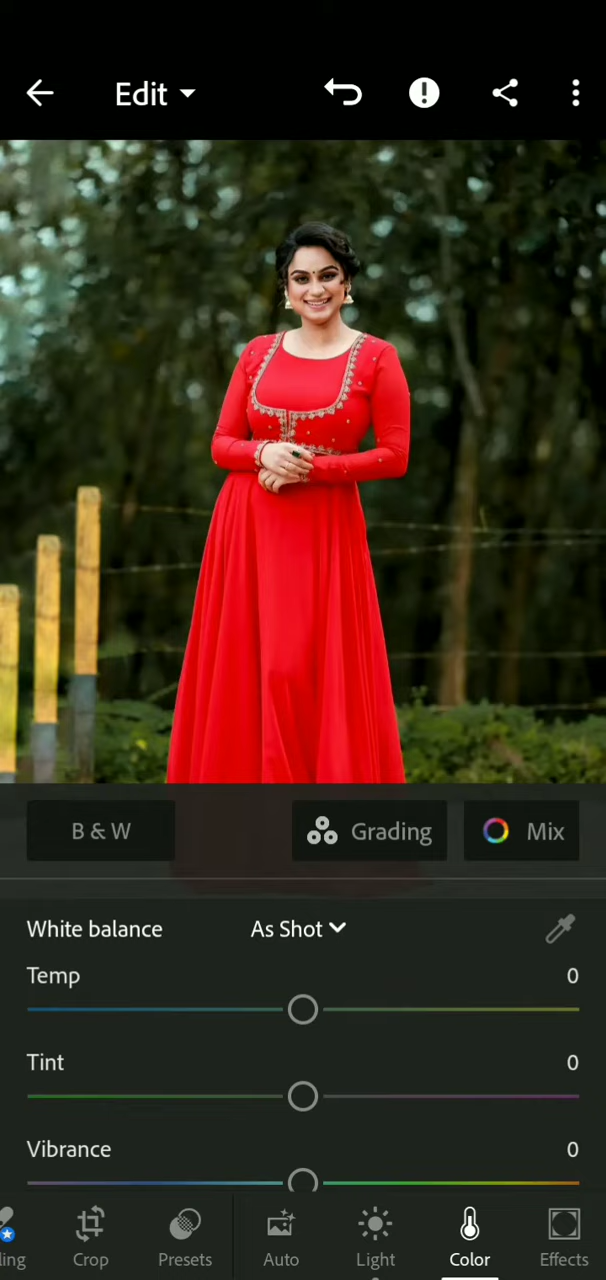 Edit
B & W Grading Mix
White balance As Shot
Temp 0
Tint 0
Vibrance 0
ling Crop Presets Auto Light Color Effects